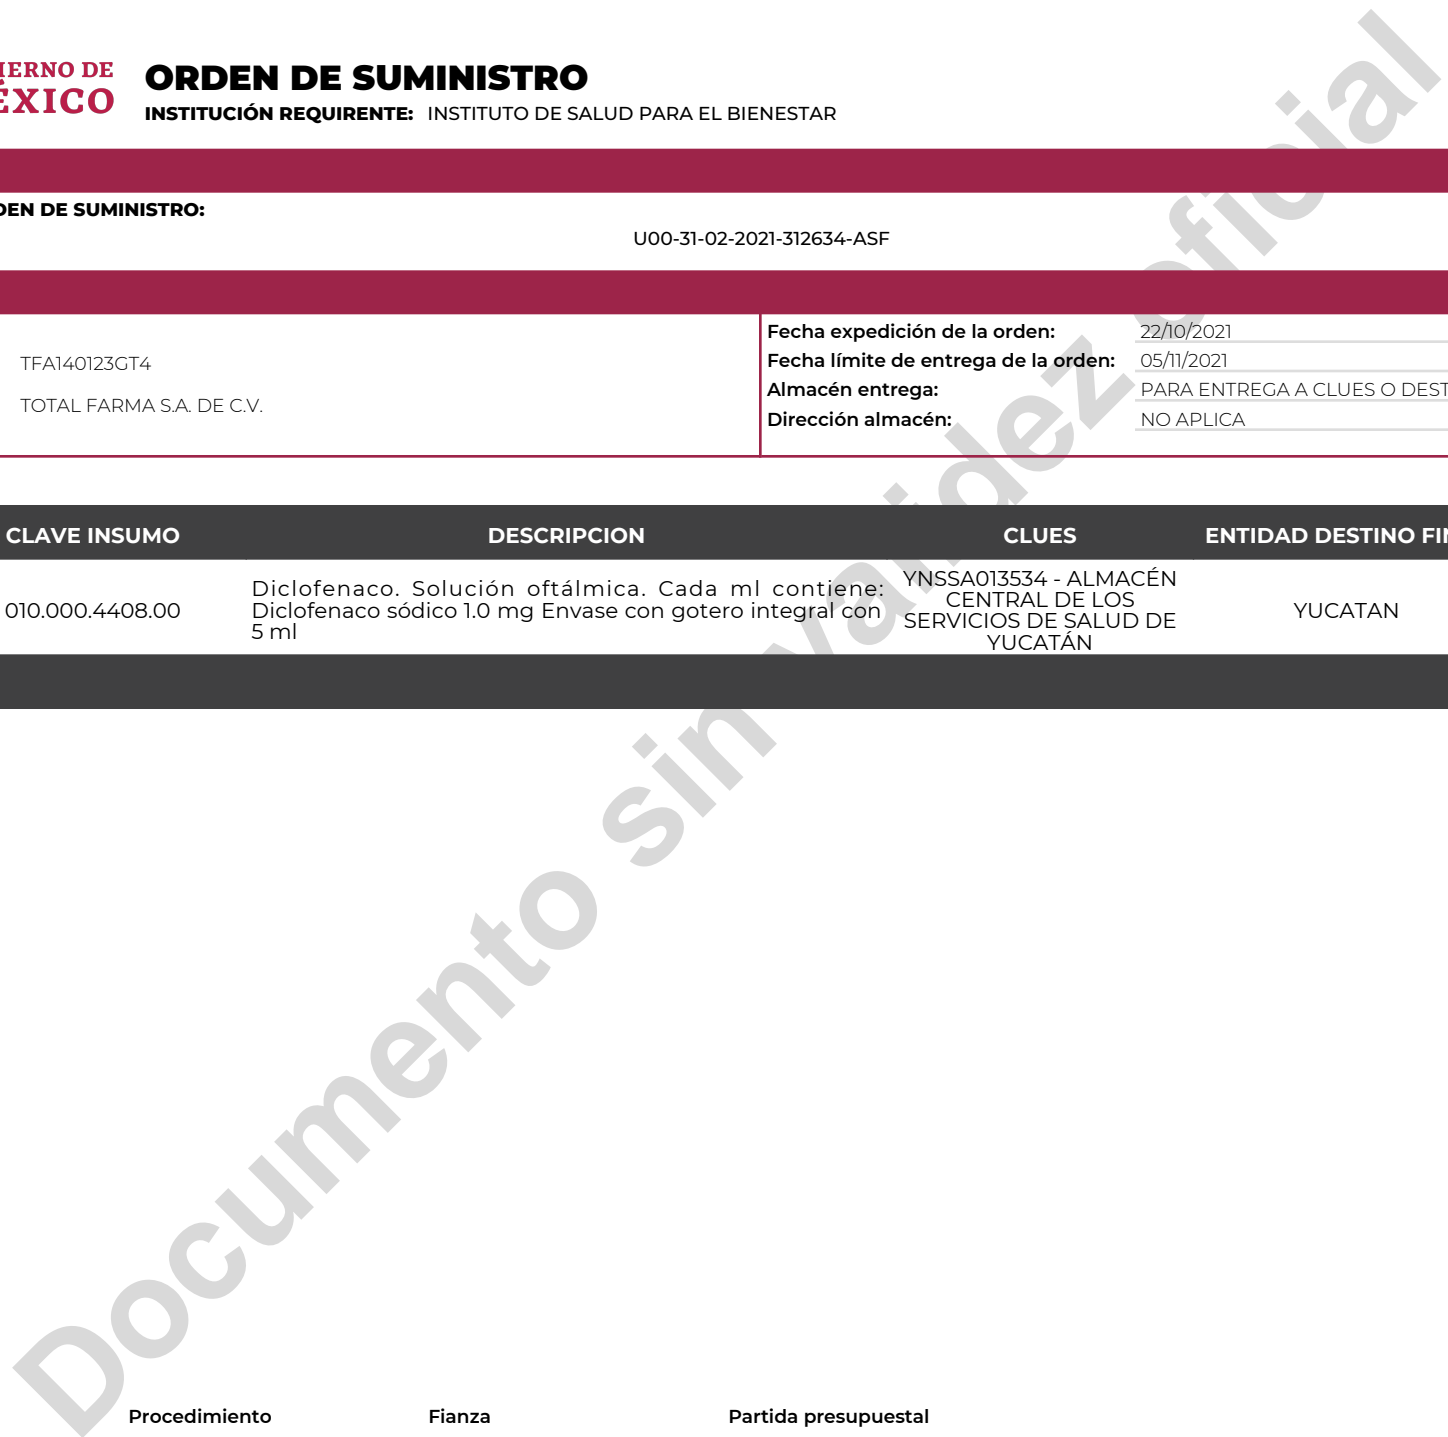 IERNO DE
ÉXICO
ORDEN DE SUMINISTRO
INSTITUCIÓN REQUIRENTE: INSTITUTO DE SALUD PARA EL BIENESTAR
DEN DE SUMINISTRO:
U00-31-02-2021-312634-ASF
TFA140123GT4
TOTAL FARMA S.A. DE C.V.
Fecha expedición de la orden: 22/10/2021
Fecha límite de entrega de la orden: 05/11/2021
Almacén entrega: PARA ENTREGA A CLUES O DEST
Dirección almacén: NO APLICA
CLAVE INSUMO DESCRIPCION CLUES ENTIDAD DESTINO FIN
010.000.4408.00
Diclofenaco. Solución oftálmica. Cada ml contiene:
Diclofenaco sódico 1.0 mg Envase con gotero integral con
5 ml
YNSSA013534 - ALMACÉN
CENTRAL DE LOS
SERVICIOS DE SALUD DE
YUCATÁN
YUCATAN
Documento sin validez oficial
Procedimiento Fianza Partida presupuestal